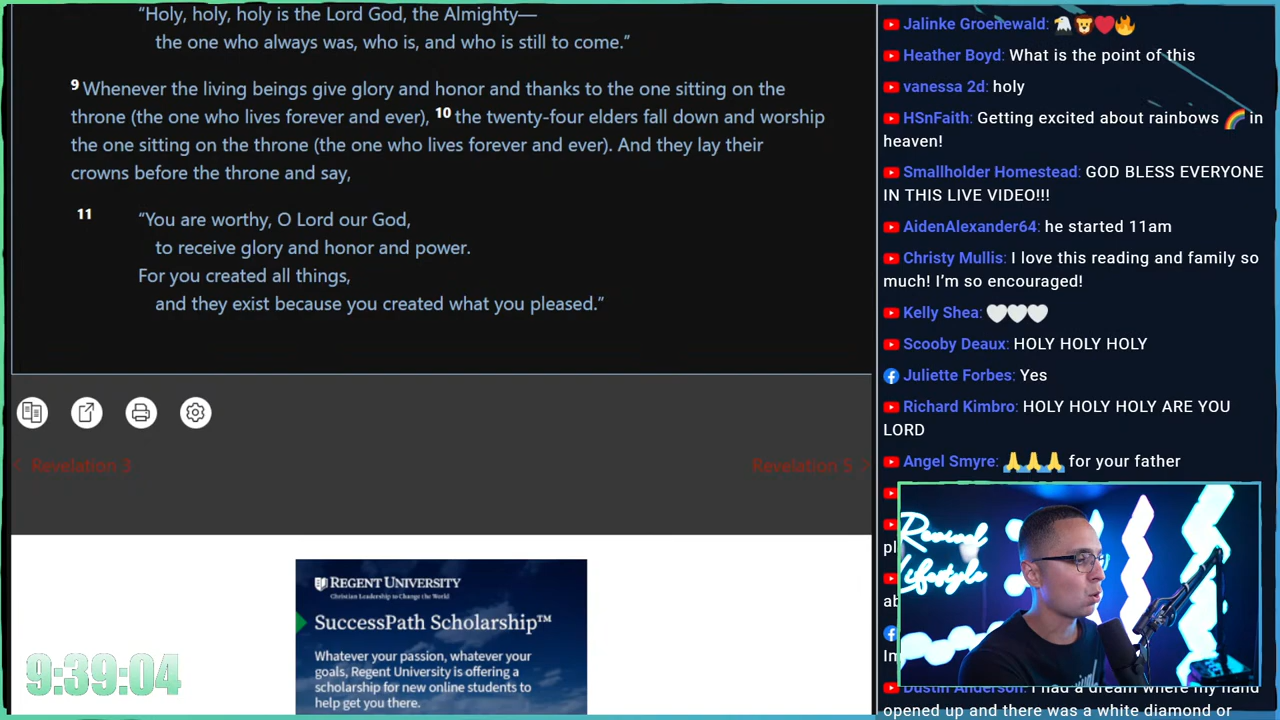 “Holy, holy, holy is the Lord God, the Almighty—
the one who always was, who is, and who is still to come.”
9 Whenever the living beings give glory and honor and thanks to the one sitting on the
throne (the one who lives forever and ever), 10 the twenty-four elders fall down and worship
the one sitting on the throne (the one who lives forever and ever). And they lay their
crowns before the throne and say,
11 “You are worthy, O Lord our God,
to receive glory and honor and power.
For you created all things,
and they exist because you created what you pleased.”
Revelation 3
Revelation 5
REGENT UNIVERSITY
Christian Leadership to Change the World
SuccessPath Scholarship™
Whatever your passion, whatever your
goals, Regent University is offering a
scholarship for new online students to
help get you there.
9:39:04
Jalinke Groenewald: 🦅🦁❤️🔥
Heather Boyd: What is the point of this
vanessa 2d: holy
HSnFaith: Getting excited about rainbows 🌈 in
heaven!
Smallholder Homestead: GOD BLESS EVERYONE
IN THIS LIVE VIDEO!!!
AidenAlexander64: he started 11am
Christy Mullis: I love this reading and family so
much! I’m so encouraged!
Kelly Shea: 🤍🤍🤍
Scooby Deaux: HOLY HOLY HOLY
Juliette Forbes: Yes
Richard Kimbro: HOLY HOLY HOLY ARE YOU
LORD
Angel Smyre: 🙏🙏🙏 for your father
pl
ab
Im
Revival
Lifestyle
Dustin Anderson: I had a dream where my hand
opened up and there was a white diamond or